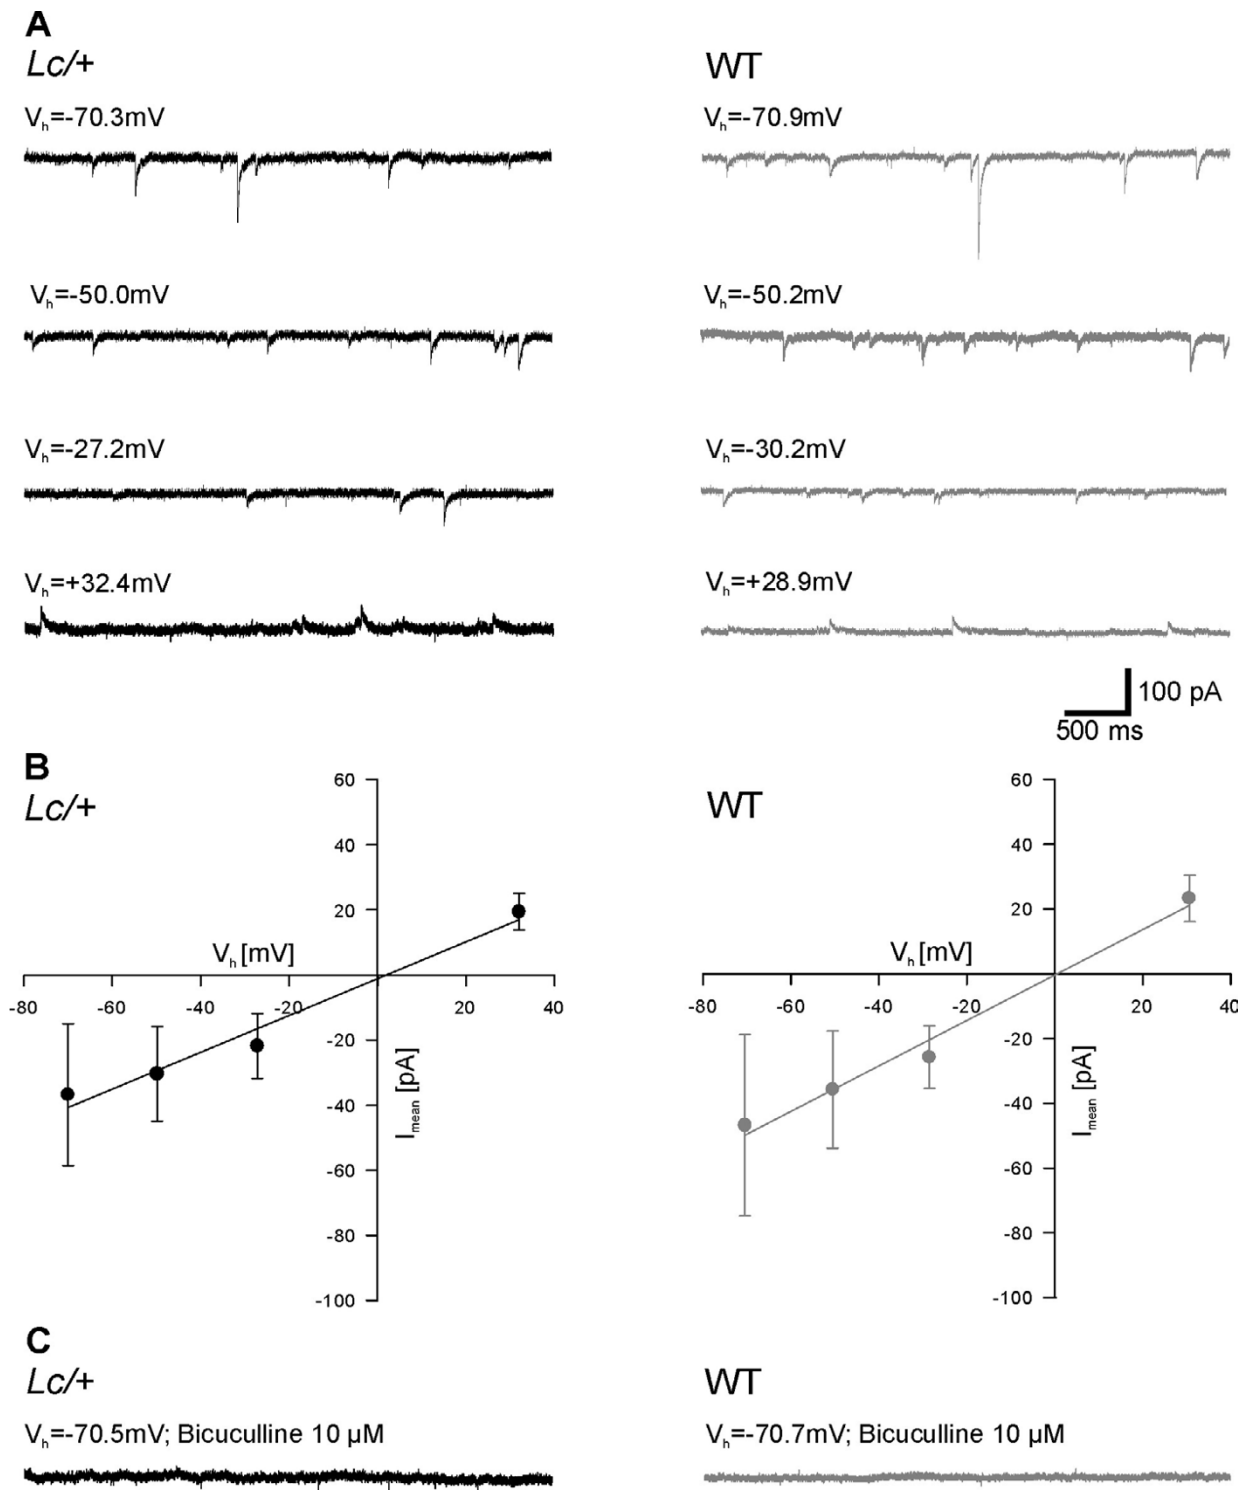 A
Lc/+ WT
Vh=-70.3mV Vh=-70.9mV
Vh=-50.0mV Vh=-50.2mV
Vh=-27.2mV Vh=-30.2mV
Vh=+32.4mV Vh=+28.9mV
100 pA
500 ms
B
Lc/+ WT
60 60
40 40
20 20
Vh [mV] Vh [mV]
-80 -60 -40 -20 20 40 -80 -60 -40 -20 20 40
-20 -20
-40 -40
Imean [pA] Imean [pA]
-60 -60
-80 -80
-100 -100
C
Lc/+ WT
Vh=-70.5mV; Bicuculline 10 µM Vh=-70.7mV; Bicuculline 10 µM